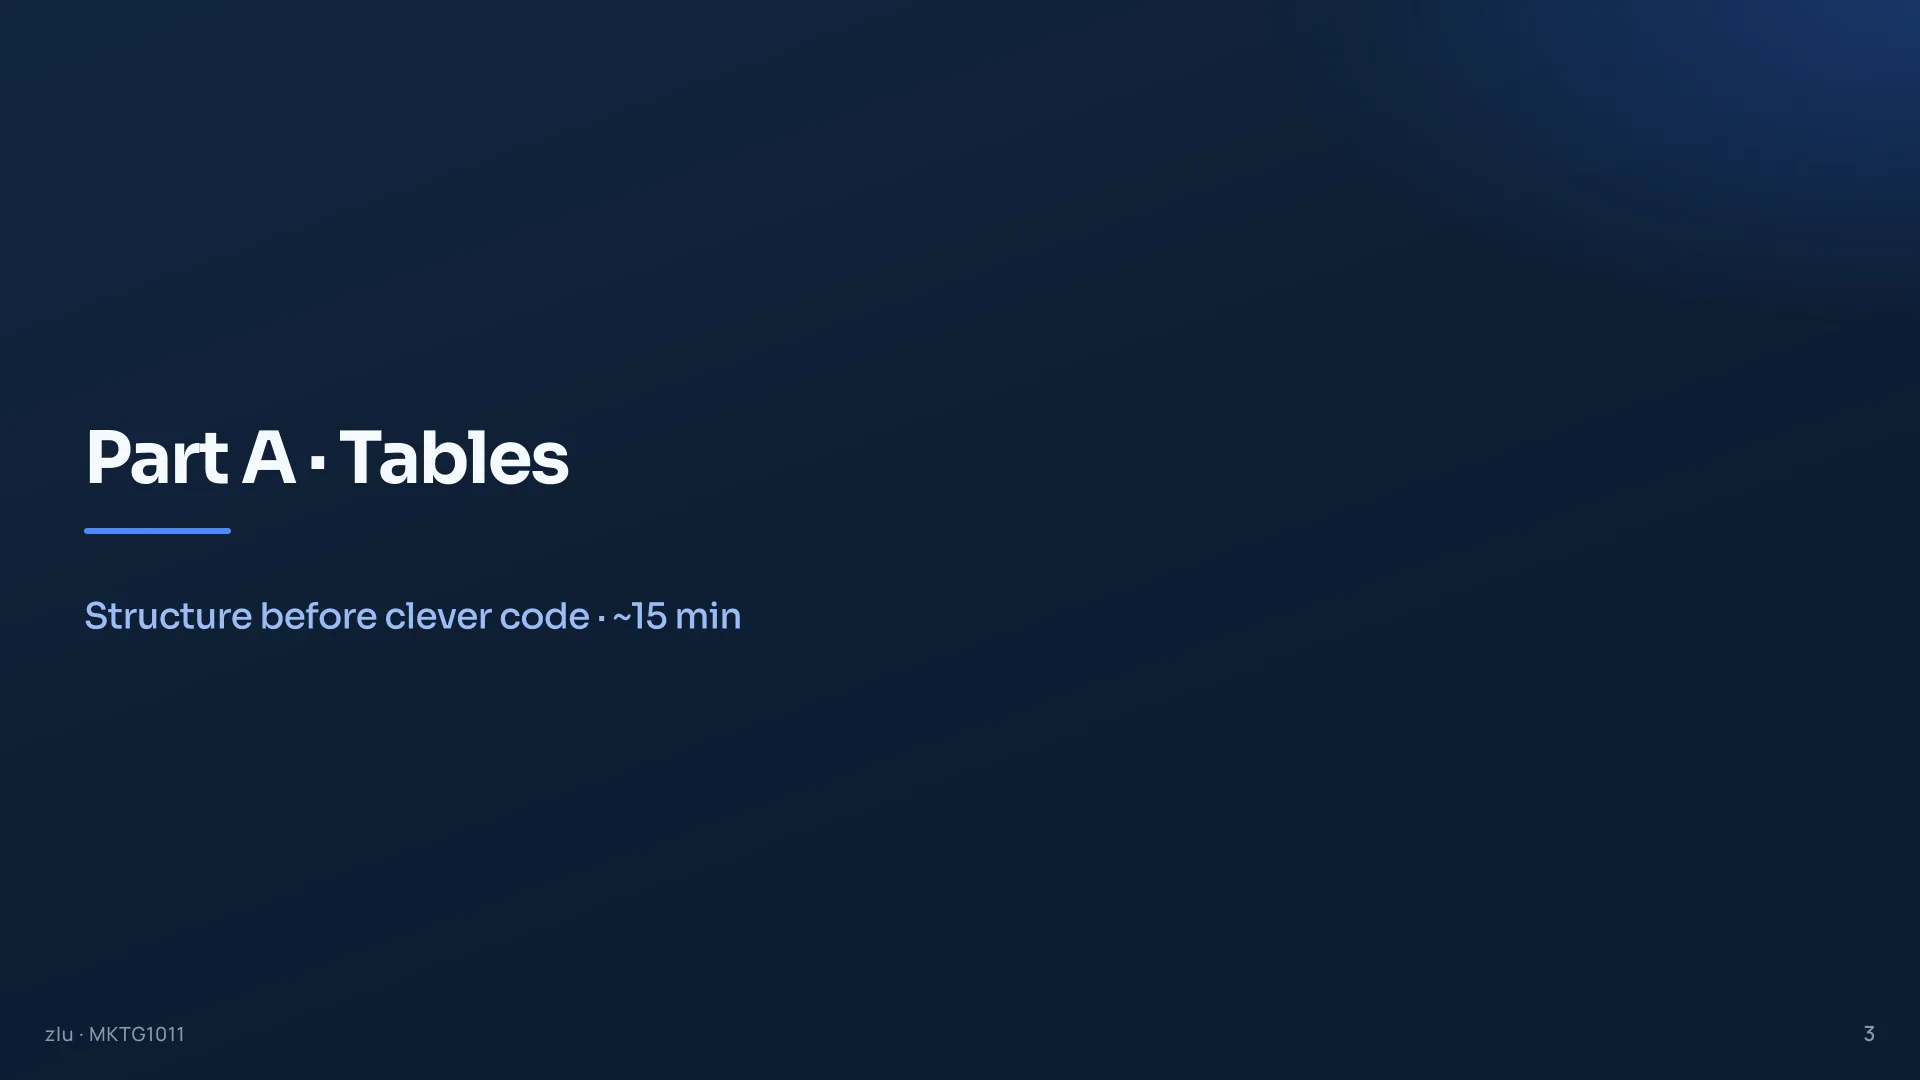 Part A · Tables
Structure before clever code · ~15 min
zlu · MKTG1011
3